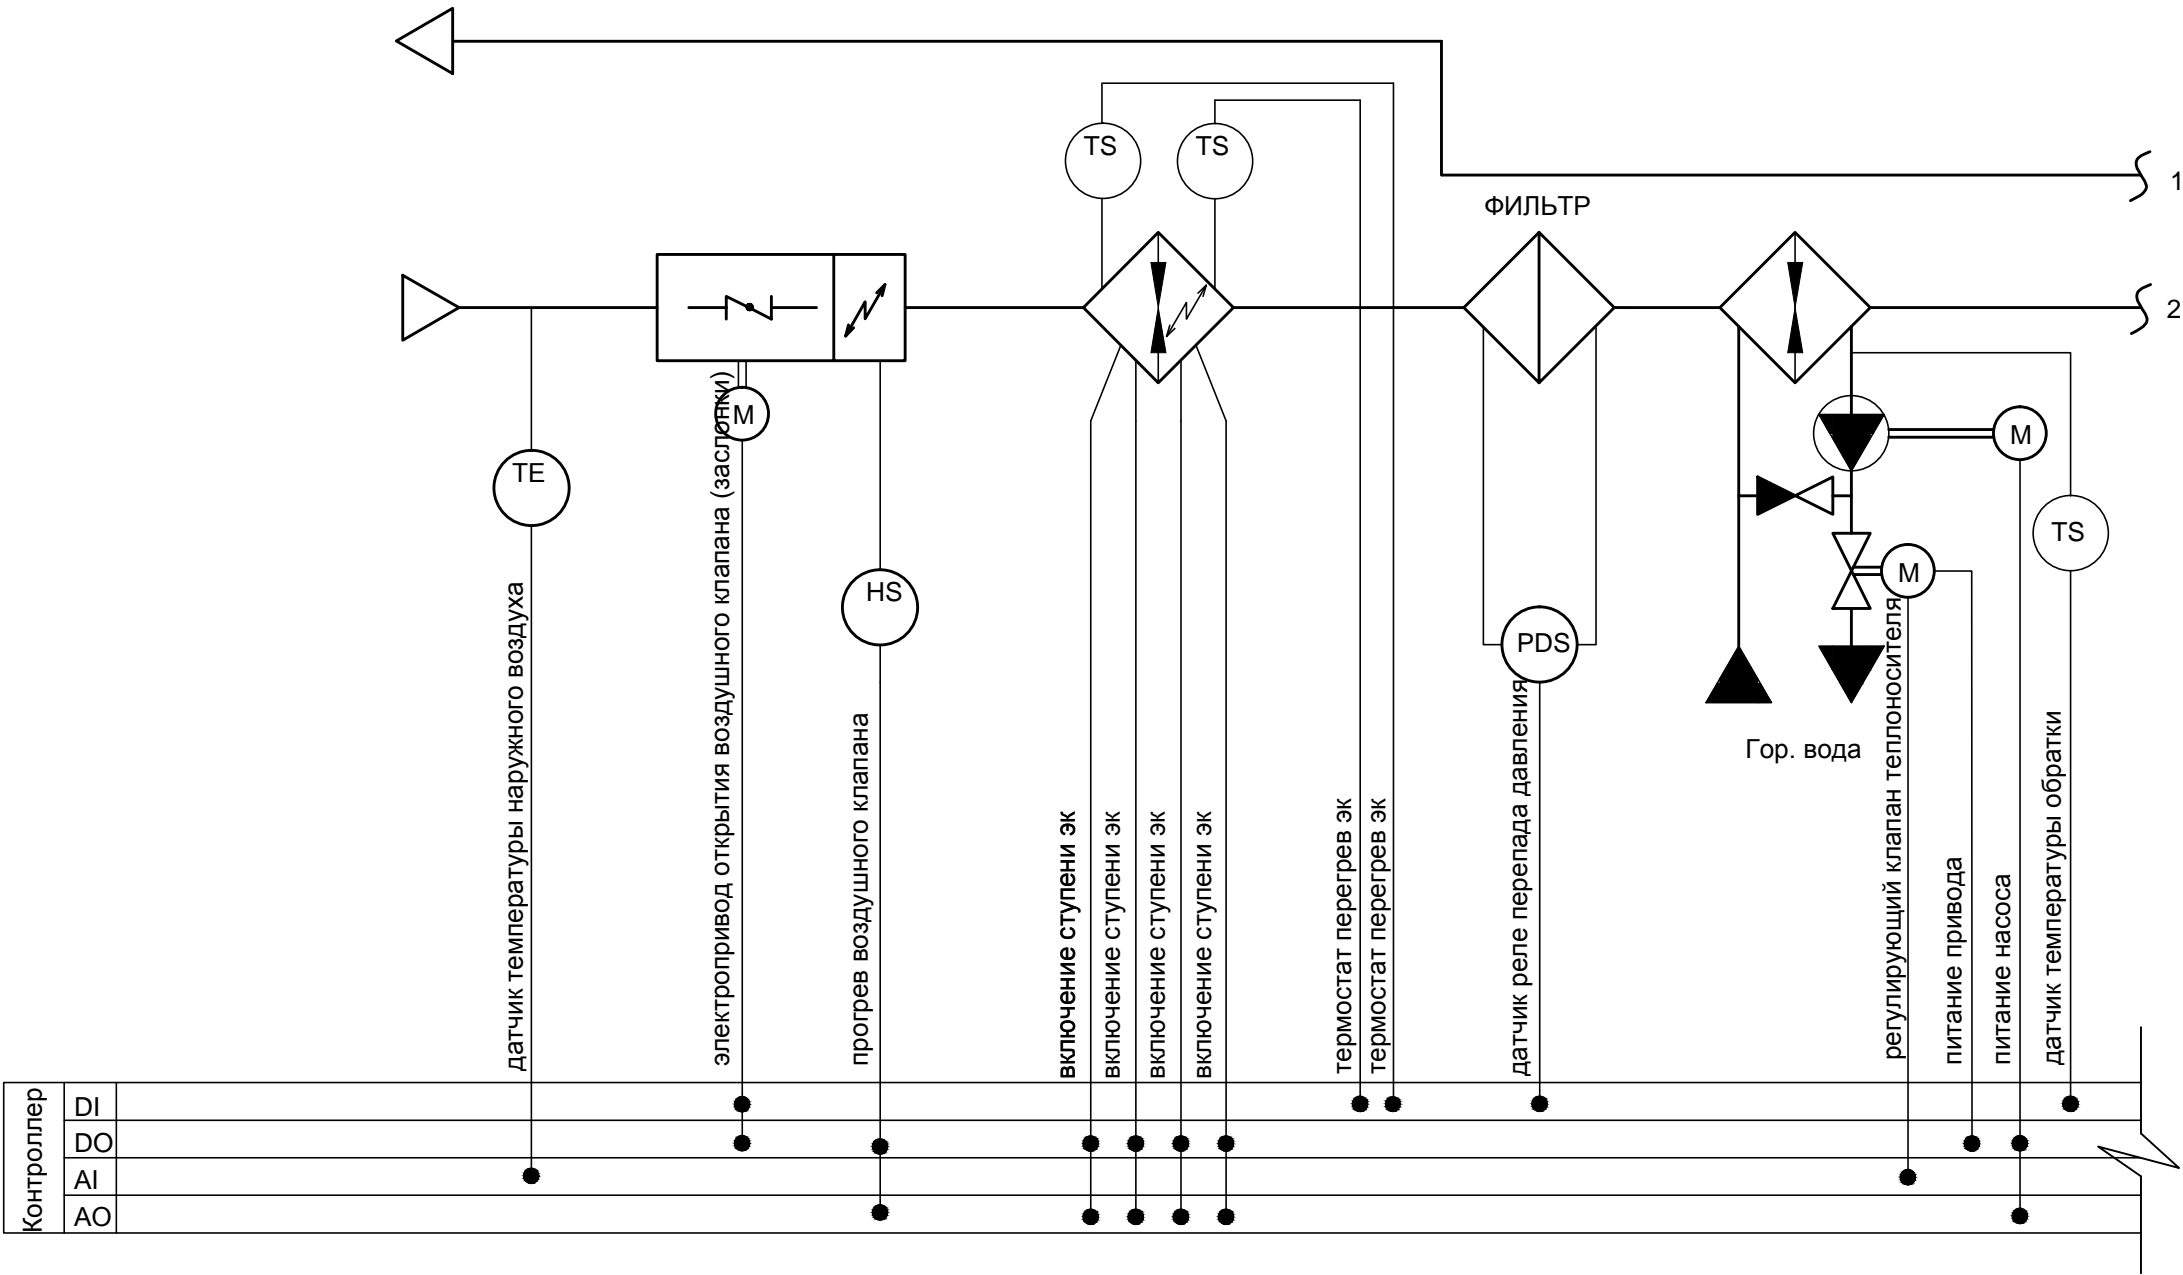 TS
TS
1
ФИЛЬТР
2
M
M
TE
TS
M
HS
PDS
Гор. вода
датчик температуры наружного воздуха
электропривод открытия воздушного клапана (заслонки)
прогрев воздушного клапана
включение ступени эк
включение ступени эк
включение ступени эк
включение ступени эк
термостат перегрев эк
термостат перегрев эк
датчик реле перепада давления
регулирующий клапан теплоносителя
питание привода
питание насоса
датчик температуры обратки
Контроллер
DI
DO
AI
AO